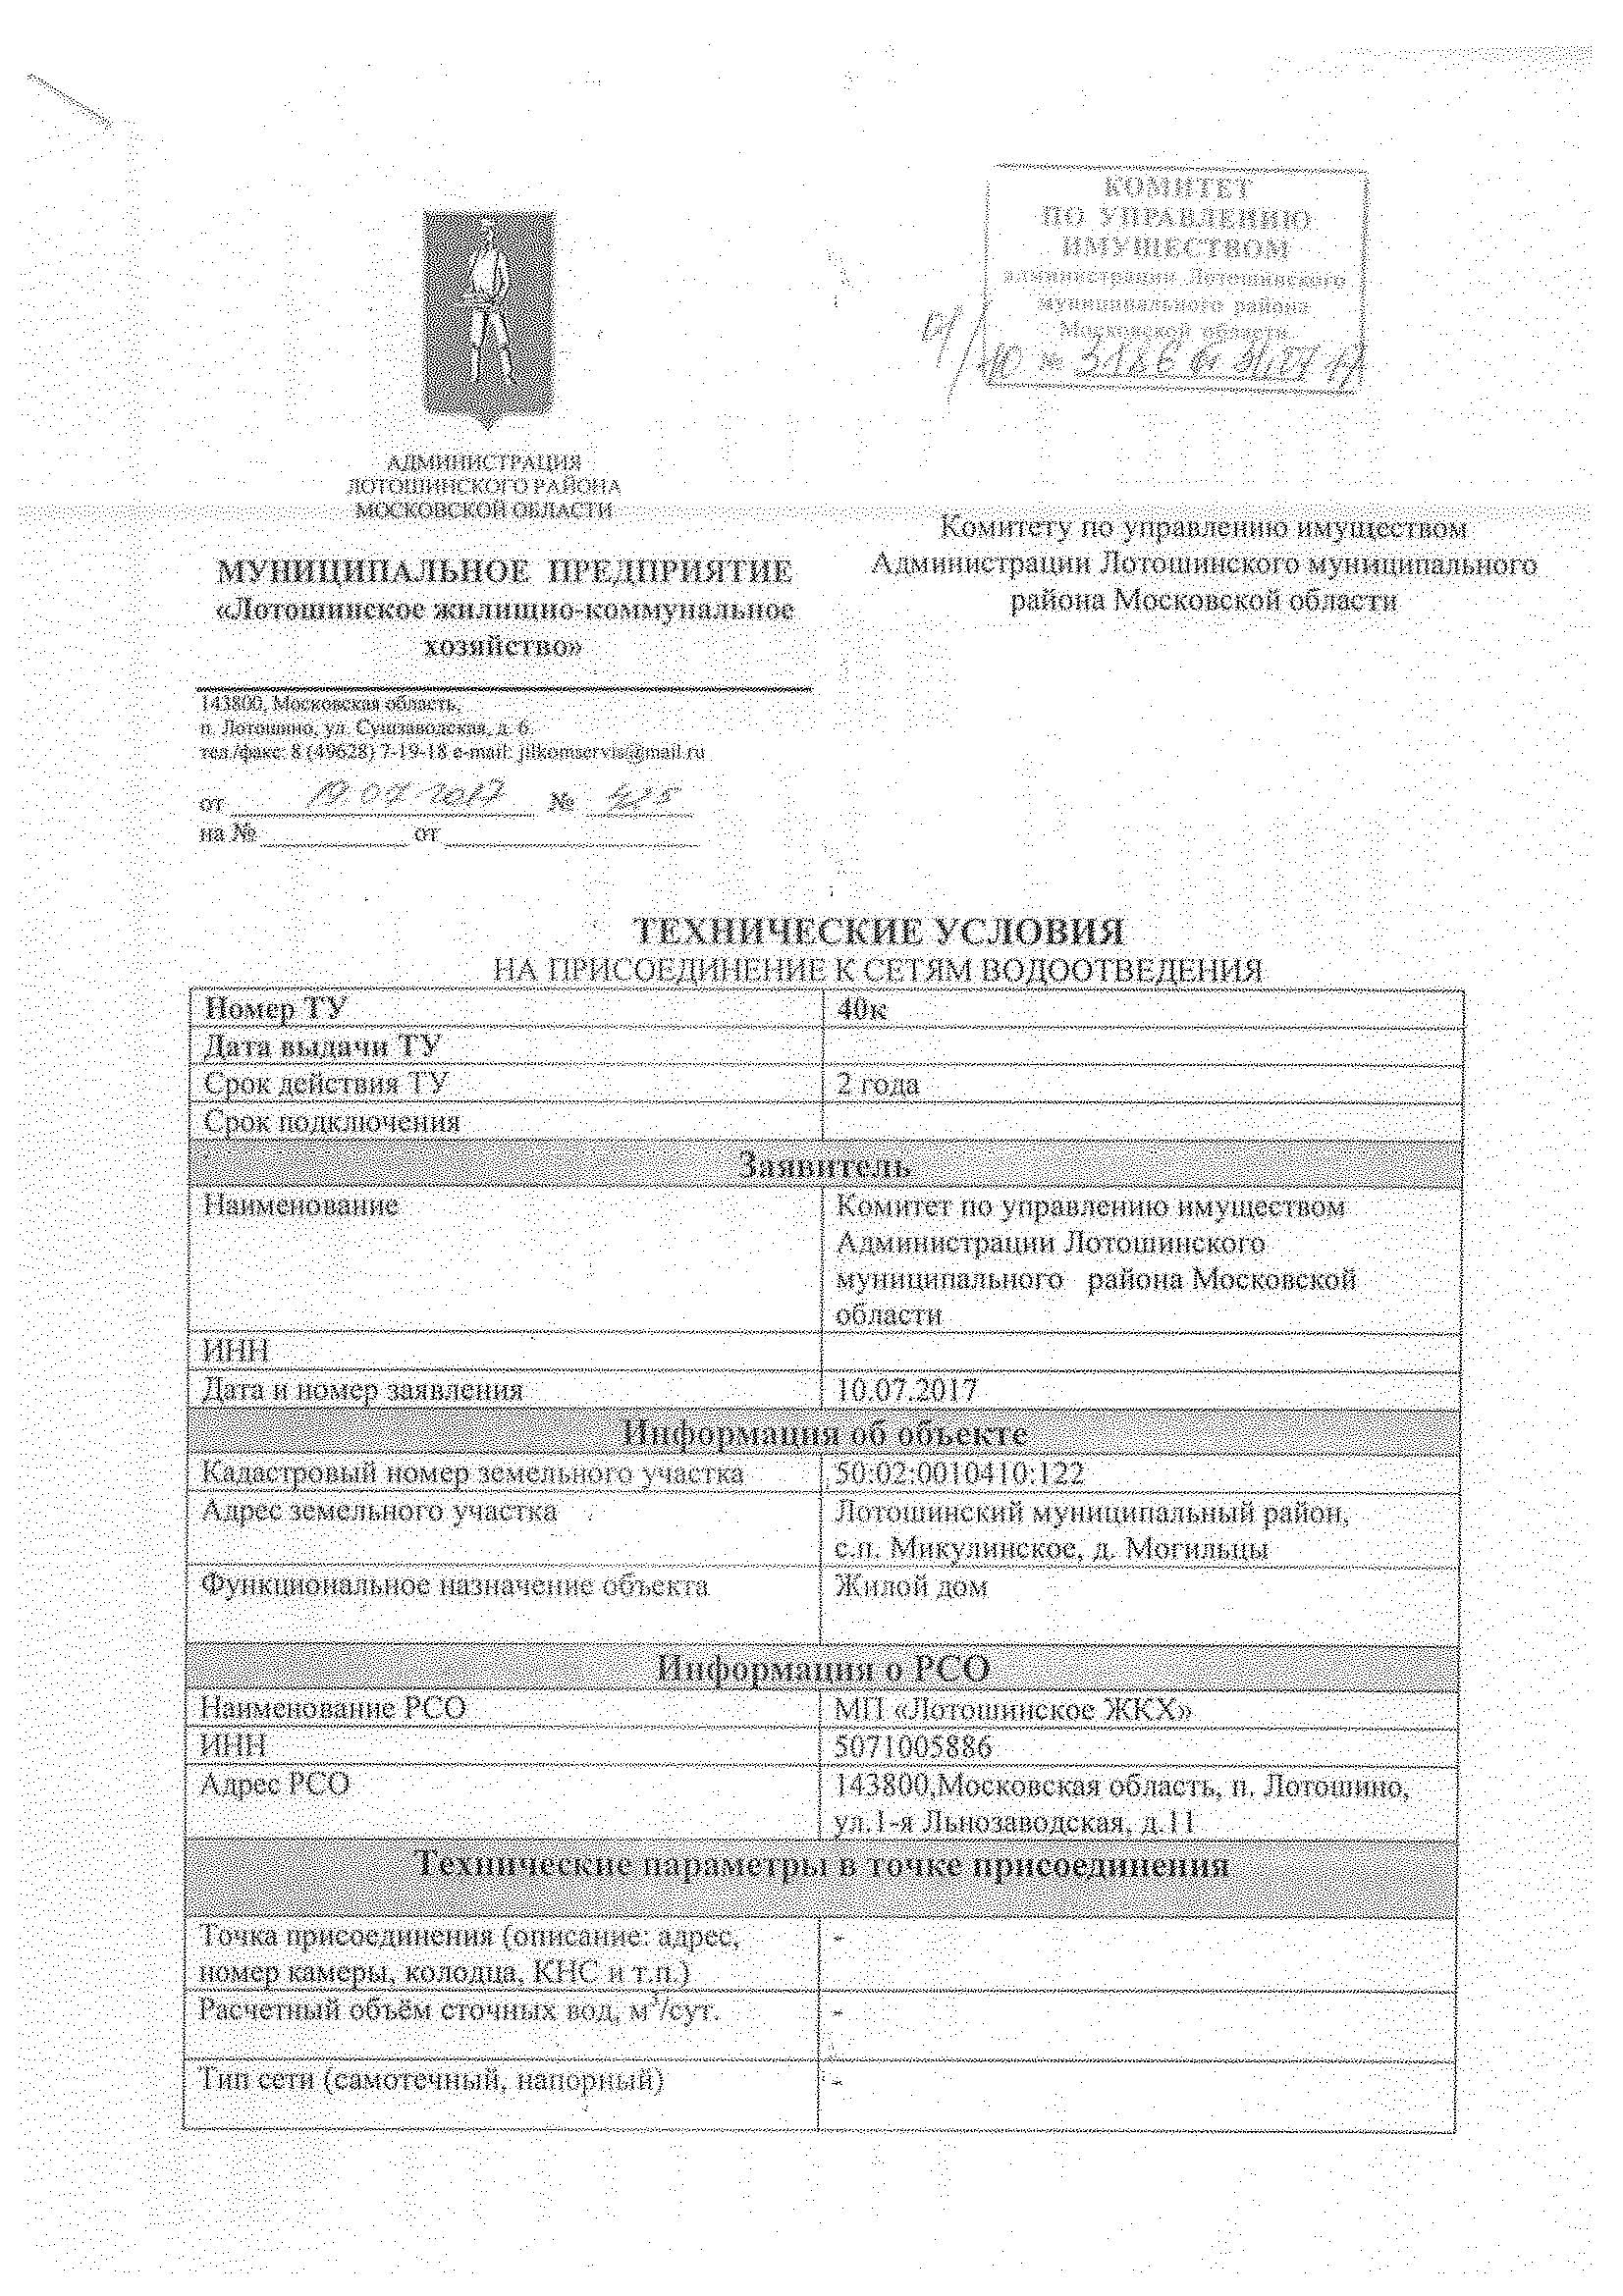 КОМИТЕТ
ПО УПРАВЛЕНИЮ
ИМУЩЕСТВОМ
администрации Лотошинского
муниципального района
Московской области
АДМИНИСТРАЦИЯ
ЛОТОШИНСКОГО РАЙОНА
МОСКОВСКОЙ ОБЛАСТИ
МУНИЦИПАЛЬНОЕ ПРЕДПРИЯТИЕ
«Лотошинское жилищно-коммунальное
хозяйство»
Комитету по управлению имуществом
Администрации Лотошинского муниципального
района Московской области
143800, Московская область,
п. Лотошино, ул. Сушзаводская, д. 6.
тел./факс: 8 (49628) 7-19-18 e-mail: jilkomservis@mail.ru
от 19.07.2017 №
на № от
ТЕХНИЧЕСКИЕ УСЛОВИЯ
НА ПРИСОЕДИНЕНИЕ К СЕТЯМ ВОДООТВЕДЕНИЯ
Номер ТУ 40к
Дата выдачи ТУ
Срок действия ТУ 2 года
Срок подключения
Заявитель
Наименование Комитет по управлению имуществом
Администрации Лотошинского
муниципального района Московской
области
ИНН
Дата и номер заявления 10.07.2017
Информация об объекте
Кадастровый номер земельного участка 50:02:0010410:122
Адрес земельного участка Лотошинский муниципальный район,
с.п. Микулинское, д. Могильцы
Функциональное назначение объекта Жилой дом
Информация о РСО
Наименование РСО МП «Лотошинское ЖКХ»
ИНН 5071005886
Адрес РСО 143800,Московская область, п. Лотошино,
ул.1-я Льнозаводская, д.11
Технические параметры в точке присоединения
Точка присоединения (описание: адрес, -
номер камеры, колодца, КНС и т.п.)
Расчетный объём сточных вод, м³/сут. -
Тип сети (самотечный, напорный) -